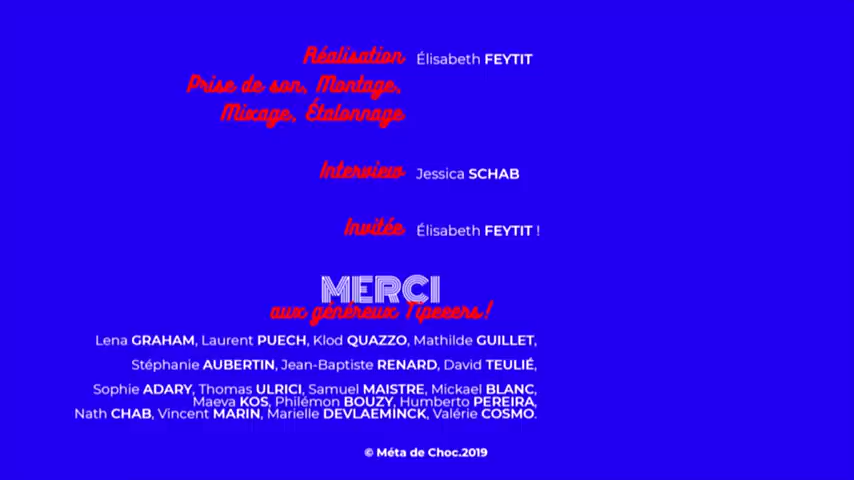 Réalisation Élisabeth FEYTIT
Prise de son, Montage,
Mixage, Étalonnage
Interview Jessica SCHAB
Invitée Élisabeth FEYTIT !
MERCI
aux généreux Tipeeers !
Lena GRAHAM, Laurent PUECH, Klod QUAZZO, Mathilde GUILLET,
Stéphanie AUBERTIN, Jean-Baptiste RENARD, David TEULIÉ,
Sophie ADARY, Thomas ULRICI, Samuel MAISTRE, Mickael BLANC,
Maeva KOS, Philémon BOUZY, Humberto PEREIRA,
Nath CHAB, Vincent MARIN, Marielle DEVLAEMINCK, Valérie COSMO.
© Méta de Choc.2019